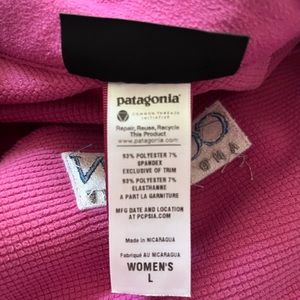 patagonia®
COMMON THREADS
INITIATIVE
Repair, Reuse, Recycle
This Product
www.patagonia.com
93% POLYESTER 7%
SPANDEX
EXCLUSIVE OF TRIM
93% POLYESTER 7%
ELASTHANNE
A PART LA GARNITURE
MFG DATE AND LOCATION
AT PCPSIA.COM
Made in NICARAGUA
Fabriqué AU NICARAGUA
WOMEN'S
L